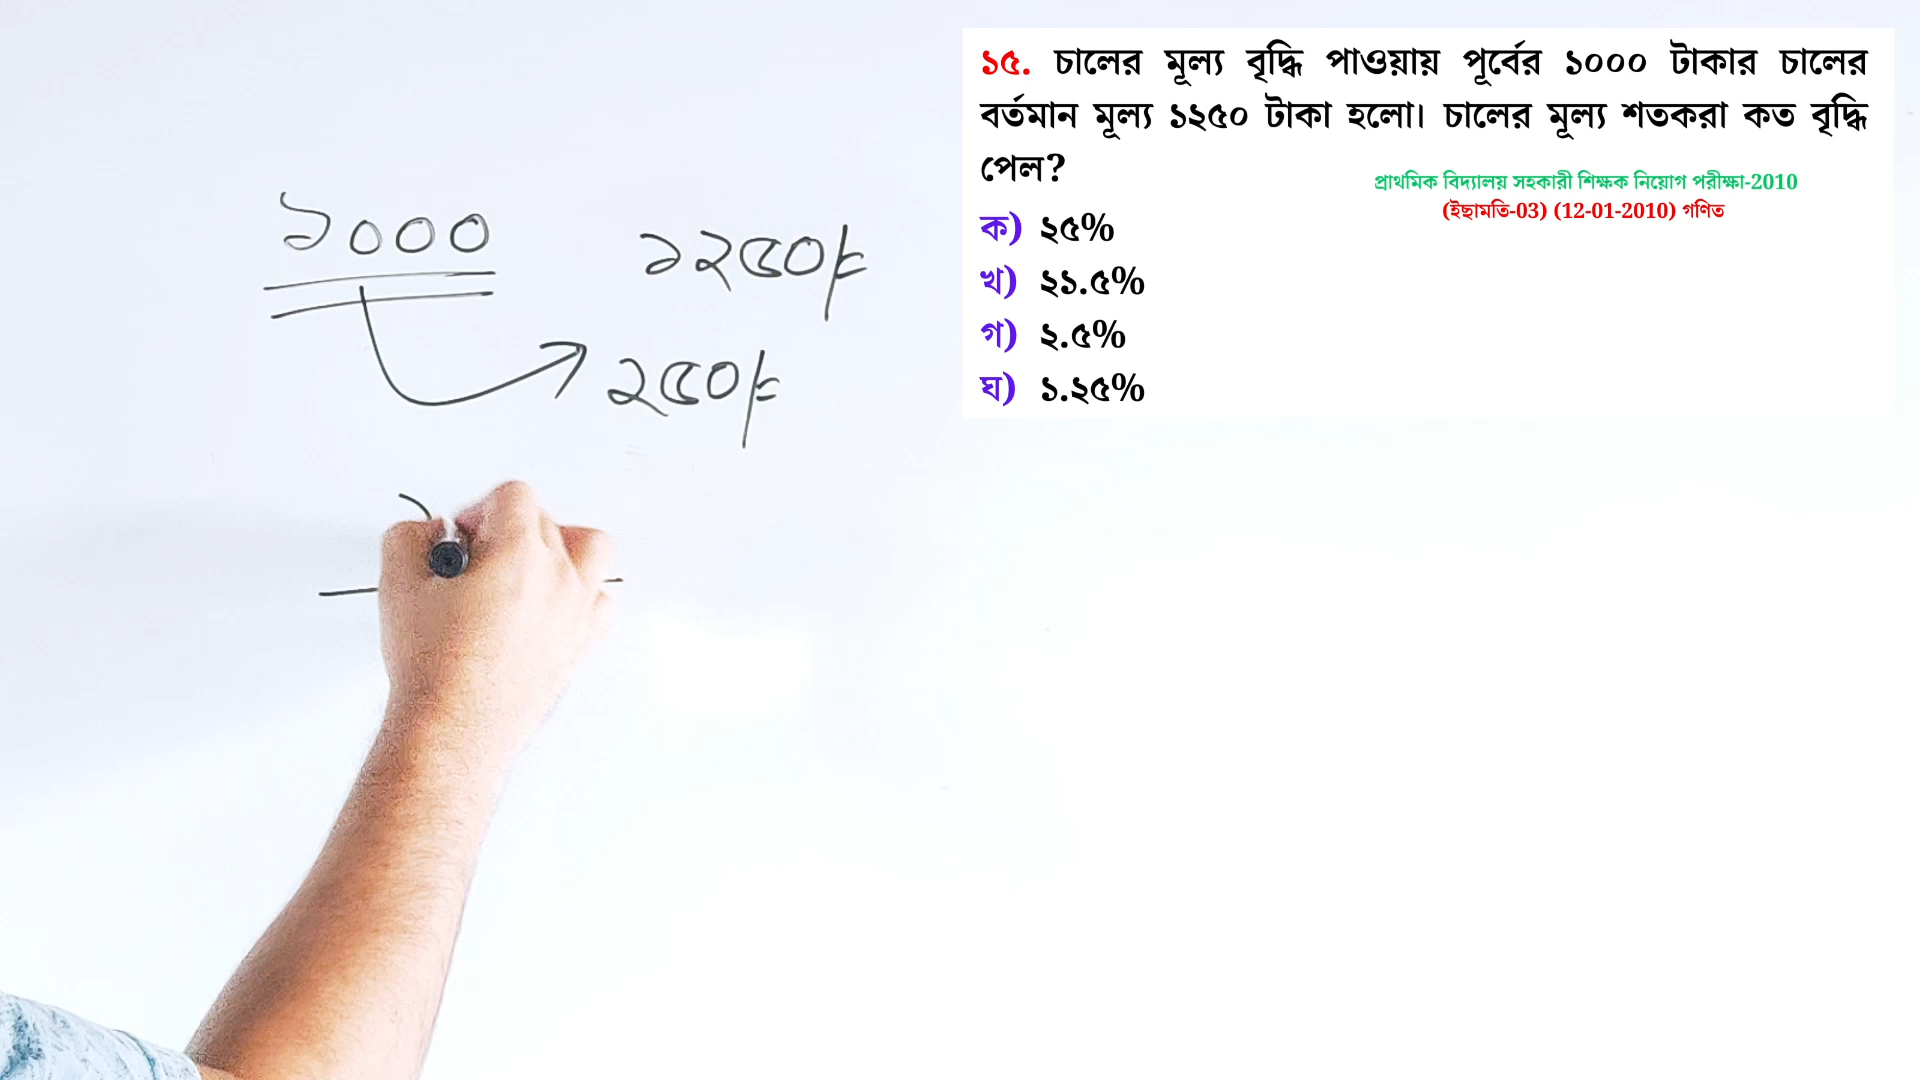 ১৫. চালের মূল্য বৃদ্ধি পাওয়ায় পূর্বের ১০০০ টাকার চালের
বর্তমান মূল্য ১২৫০ টাকা হলো। চালের মূল্য শতকরা কত বৃদ্ধি
পেল?
প্রাথমিক বিদ্যালয় সহকারী শিক্ষক নিয়োগ পরীক্ষা-2010
(ইছামতি-03) (12-01-2010) গণিত
ক) ২৫%
খ) ২১.৫%
গ) ২.৫%
ঘ) ১.২৫%
১০০০ ১২৫০/=
২৫০/=